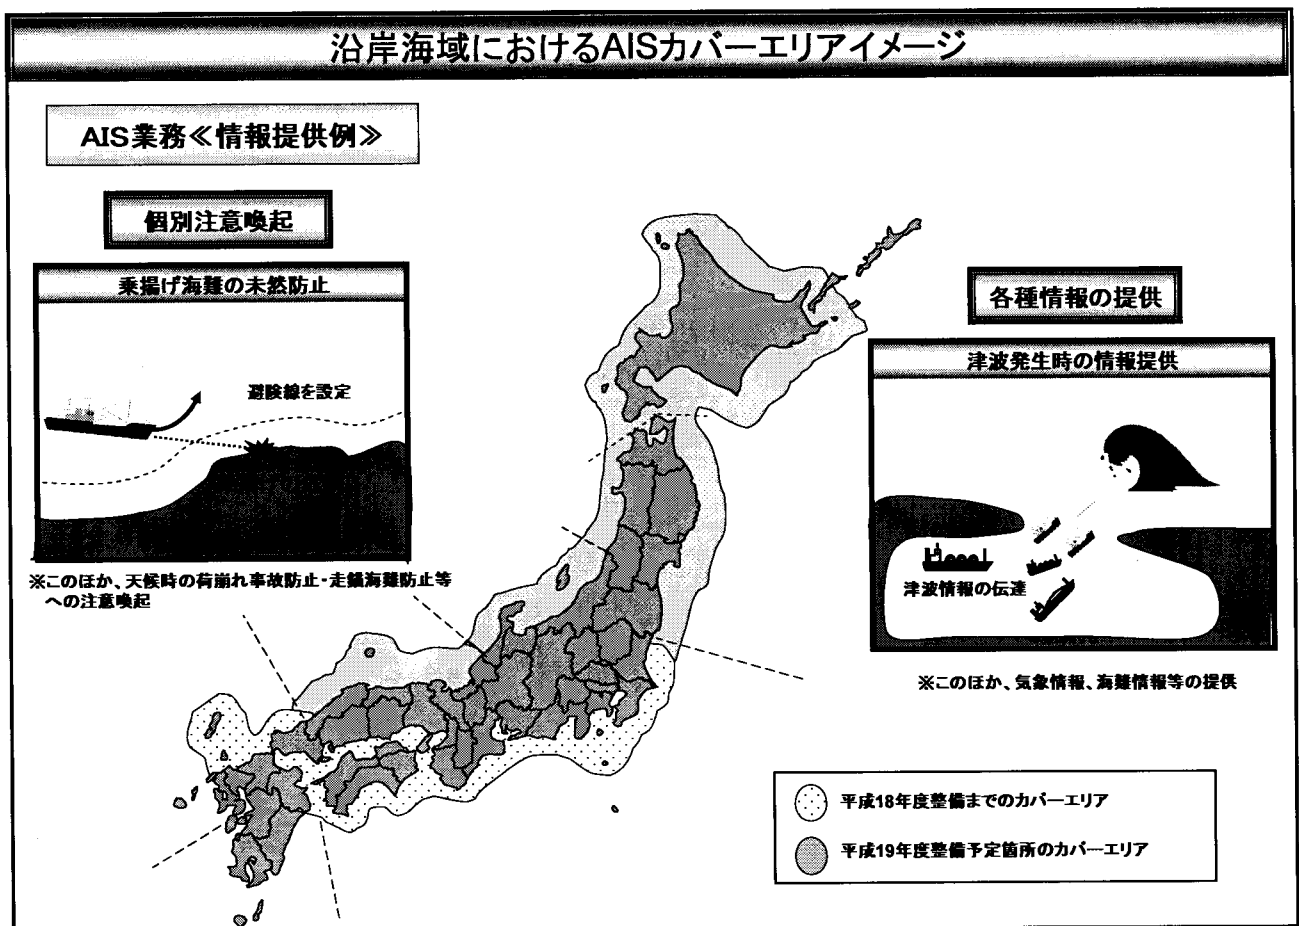 沿岸海域におけるAISカバーエリアイメージ
AIS業務≪情報提供例≫
個別注意喚起
乗揚げ海難の未然防止
避険線を設定
※このほか、天候時の荷崩れ事故防止・走錨海難防止等
への注意喚起
各種情報の提供
津波発生時の情報提供
津波情報の伝達
※このほか、気象情報、海難情報等の提供
平成18年度整備までのカバーエリア
平成19年度整備予定箇所のカバーエリア